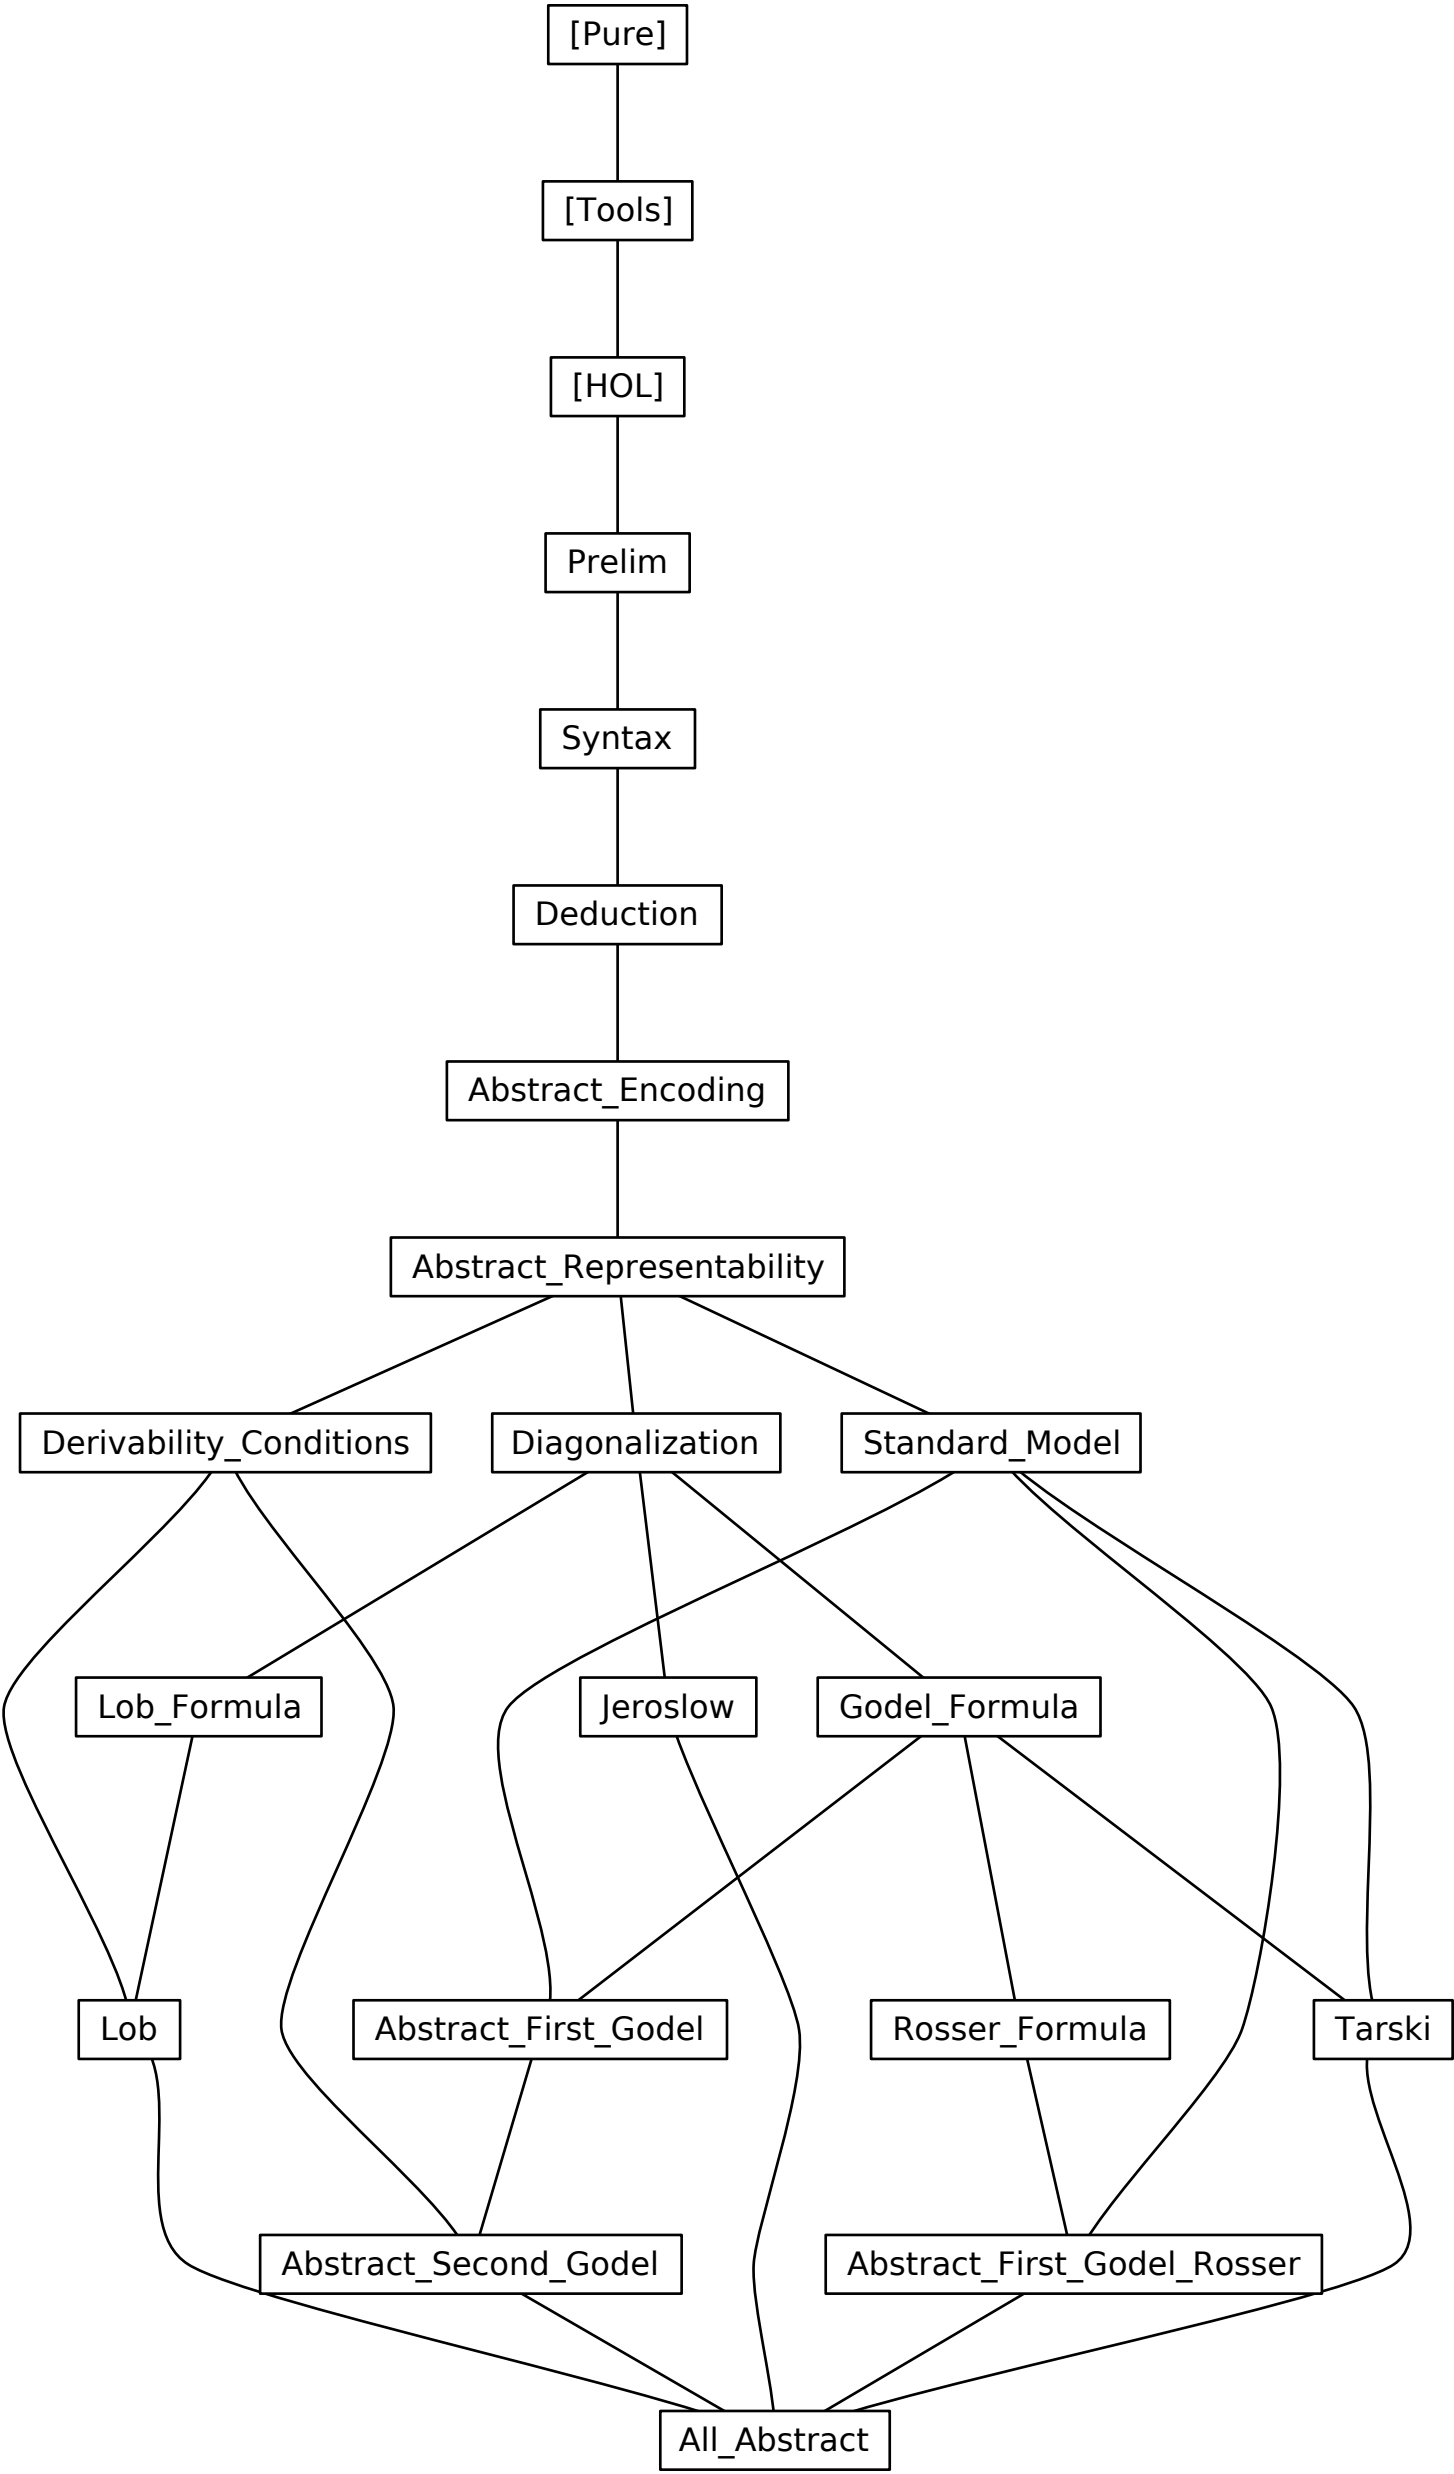 [Pure]
[Tools]
[HOL]
Prelim
Syntax
Deduction
Abstract_Encoding
Abstract_Representability
Derivability_Conditions
Diagonalization
Standard_Model
Lob_Formula
Jeroslow
Godel_Formula
Lob
Abstract_First_Godel
Rosser_Formula
Tarski
Abstract_Second_Godel
Abstract_First_Godel_Rosser
All_Abstract